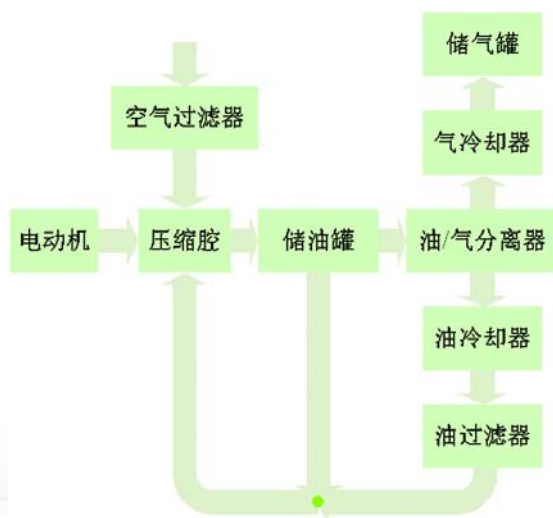 储气罐
空气过滤器
气冷却器
电动机
压缩腔
储油罐
油/气分离器
油冷却器
油过滤器